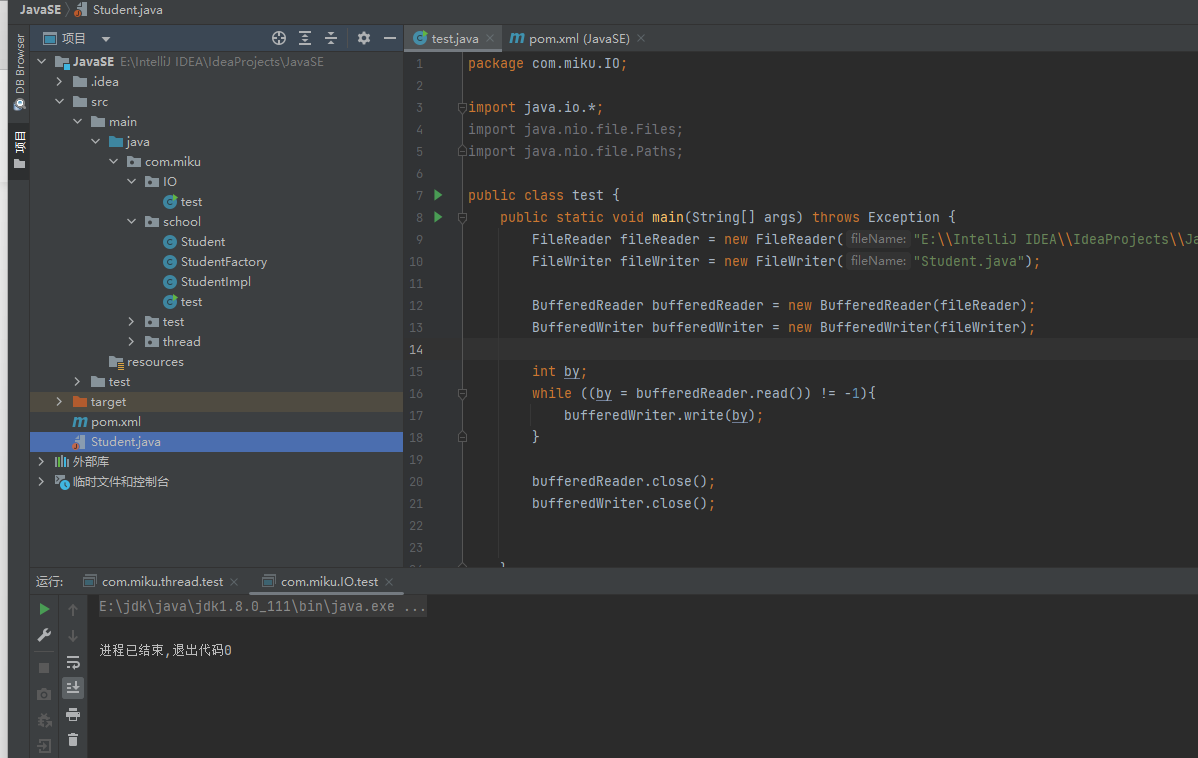 JavaSE Student.java
DB Browser
项目
项目
JavaSE E:\IntelliJ IDEA\IdeaProjects\JavaSE
.idea
src
main
java
com.miku
IO
test
school
Student
StudentFactory
StudentImpl
test
test
thread
resources
test
target
pom.xml
Student.java
外部库
临时文件和控制台
test.java pom.xml (JavaSE)
1 package com.miku.IO;
2
3 import java.io.*;
4 import java.nio.file.Files;
5 import java.nio.file.Paths;
6
7 public class test {
8 public static void main(String[] args) throws Exception {
9 FileReader fileReader = new FileReader( fileName: "E:\\IntelliJ IDEA\\IdeaProjects\\Ja
10 FileWriter fileWriter = new FileWriter( fileName: "Student.java");
11
12 BufferedReader bufferedReader = new BufferedReader(fileReader);
13 BufferedWriter bufferedWriter = new BufferedWriter(fileWriter);
14
15 int by;
16 while ((by = bufferedReader.read()) != -1){
17 bufferedWriter.write(by);
18 }
19
20 bufferedReader.close();
21 bufferedWriter.close();
22
23
运行: com.miku.thread.test com.miku.IO.test
E:\jdk\java\jdk1.8.0_111\bin\java.exe ...
进程已结束,退出代码0